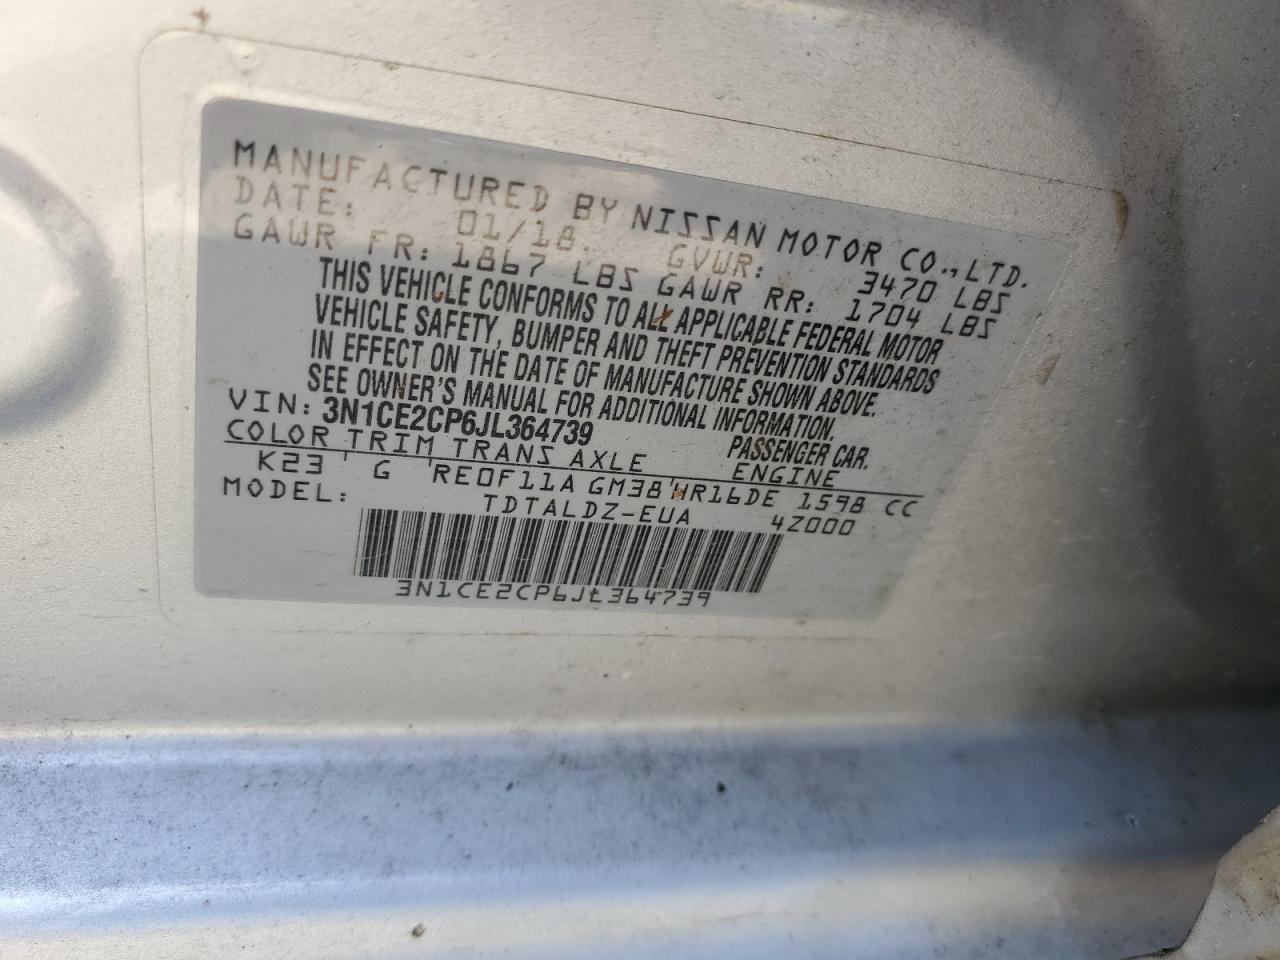 MANUFACTURED BY NISSAN MOTOR CO., LTD.
DATE: 01/18 GVWR: 3470 LBS
GAWR FR: 1867 LBS GAWR RR: 1704 LBS
THIS VEHICLE CONFORMS TO ALL APPLICABLE FEDERAL MOTOR
VEHICLE SAFETY, BUMPER AND THEFT PREVENTION STANDARDS
IN EFFECT ON THE DATE OF MANUFACTURE SHOWN ABOVE.
SEE OWNER'S MANUAL FOR ADDITIONAL INFORMATION.
VIN: 3N1CE2CP6JL364739 PASSENGER CAR.
COLOR TRIM TRANS AXLE ENGINE
K23 G RE0F11A GM38 HR16DE 1598 CC
MODEL: TDTALDZ-EUA 4Z000
3N1CE2CP6JL364739